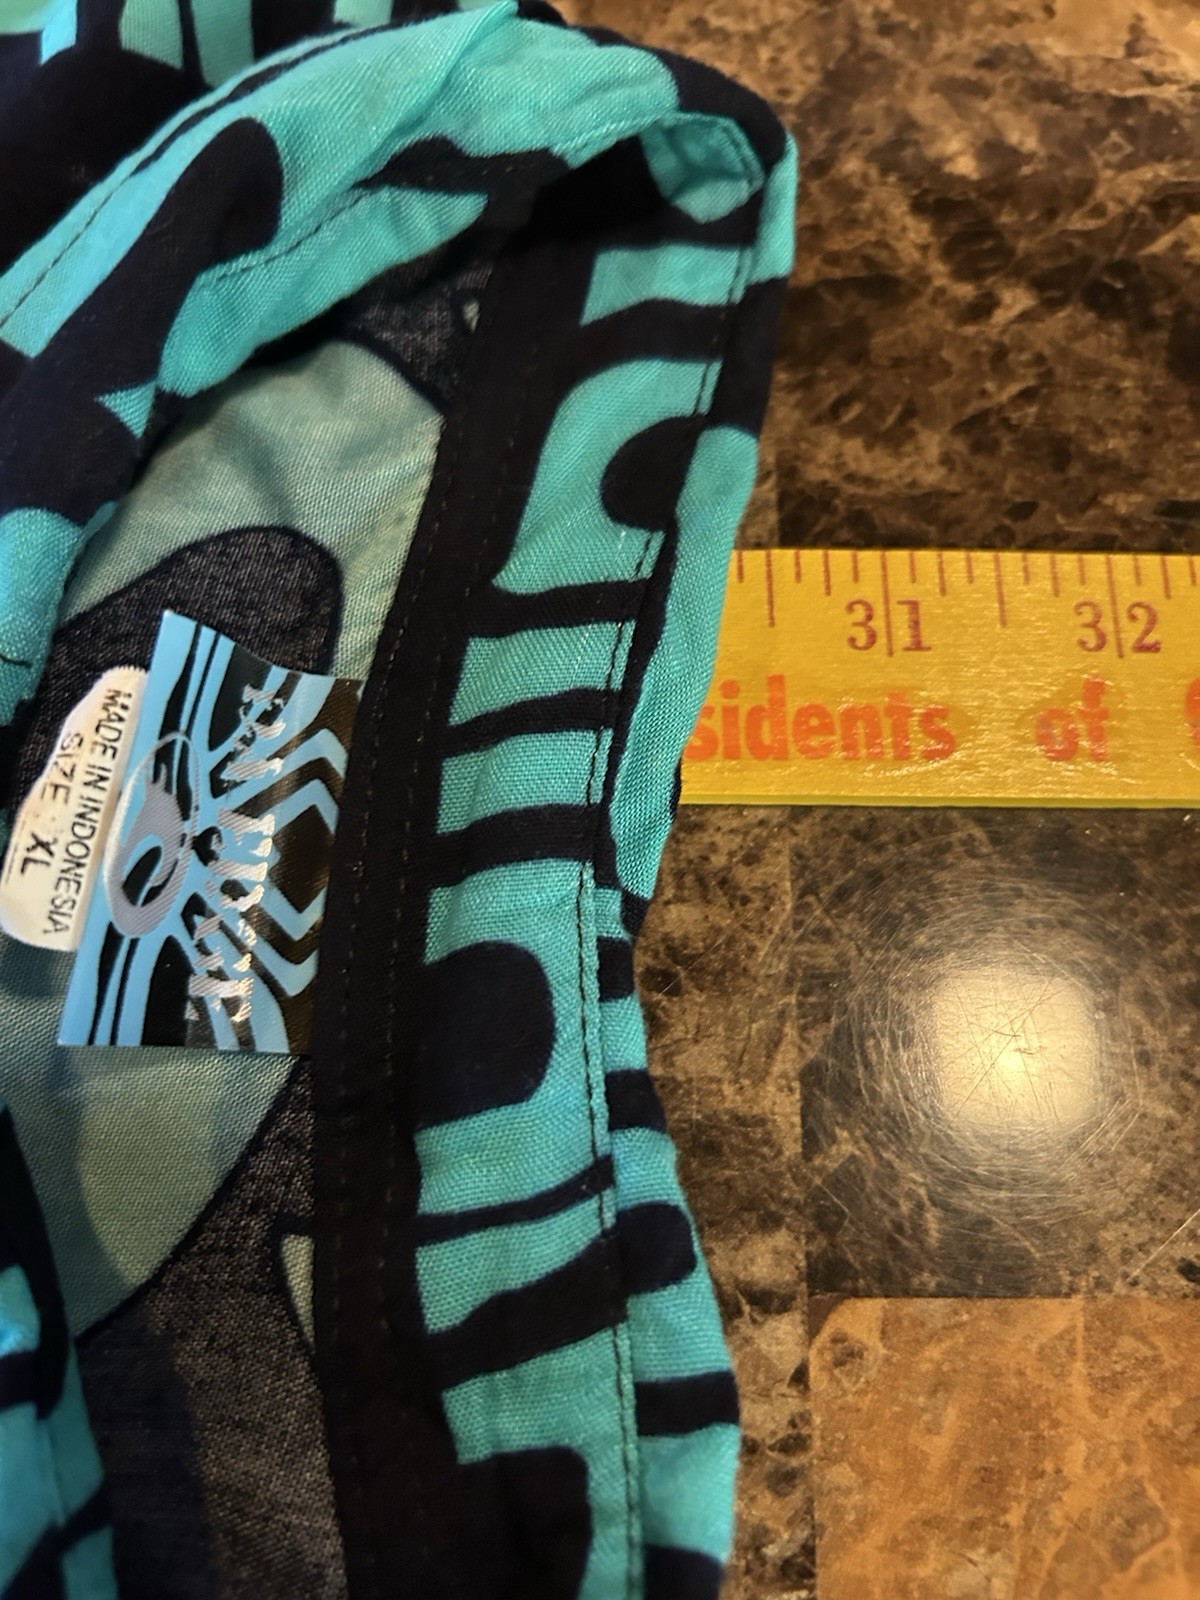 31 32
sidents of
MADE IN INDONESIA
SIZE : XL